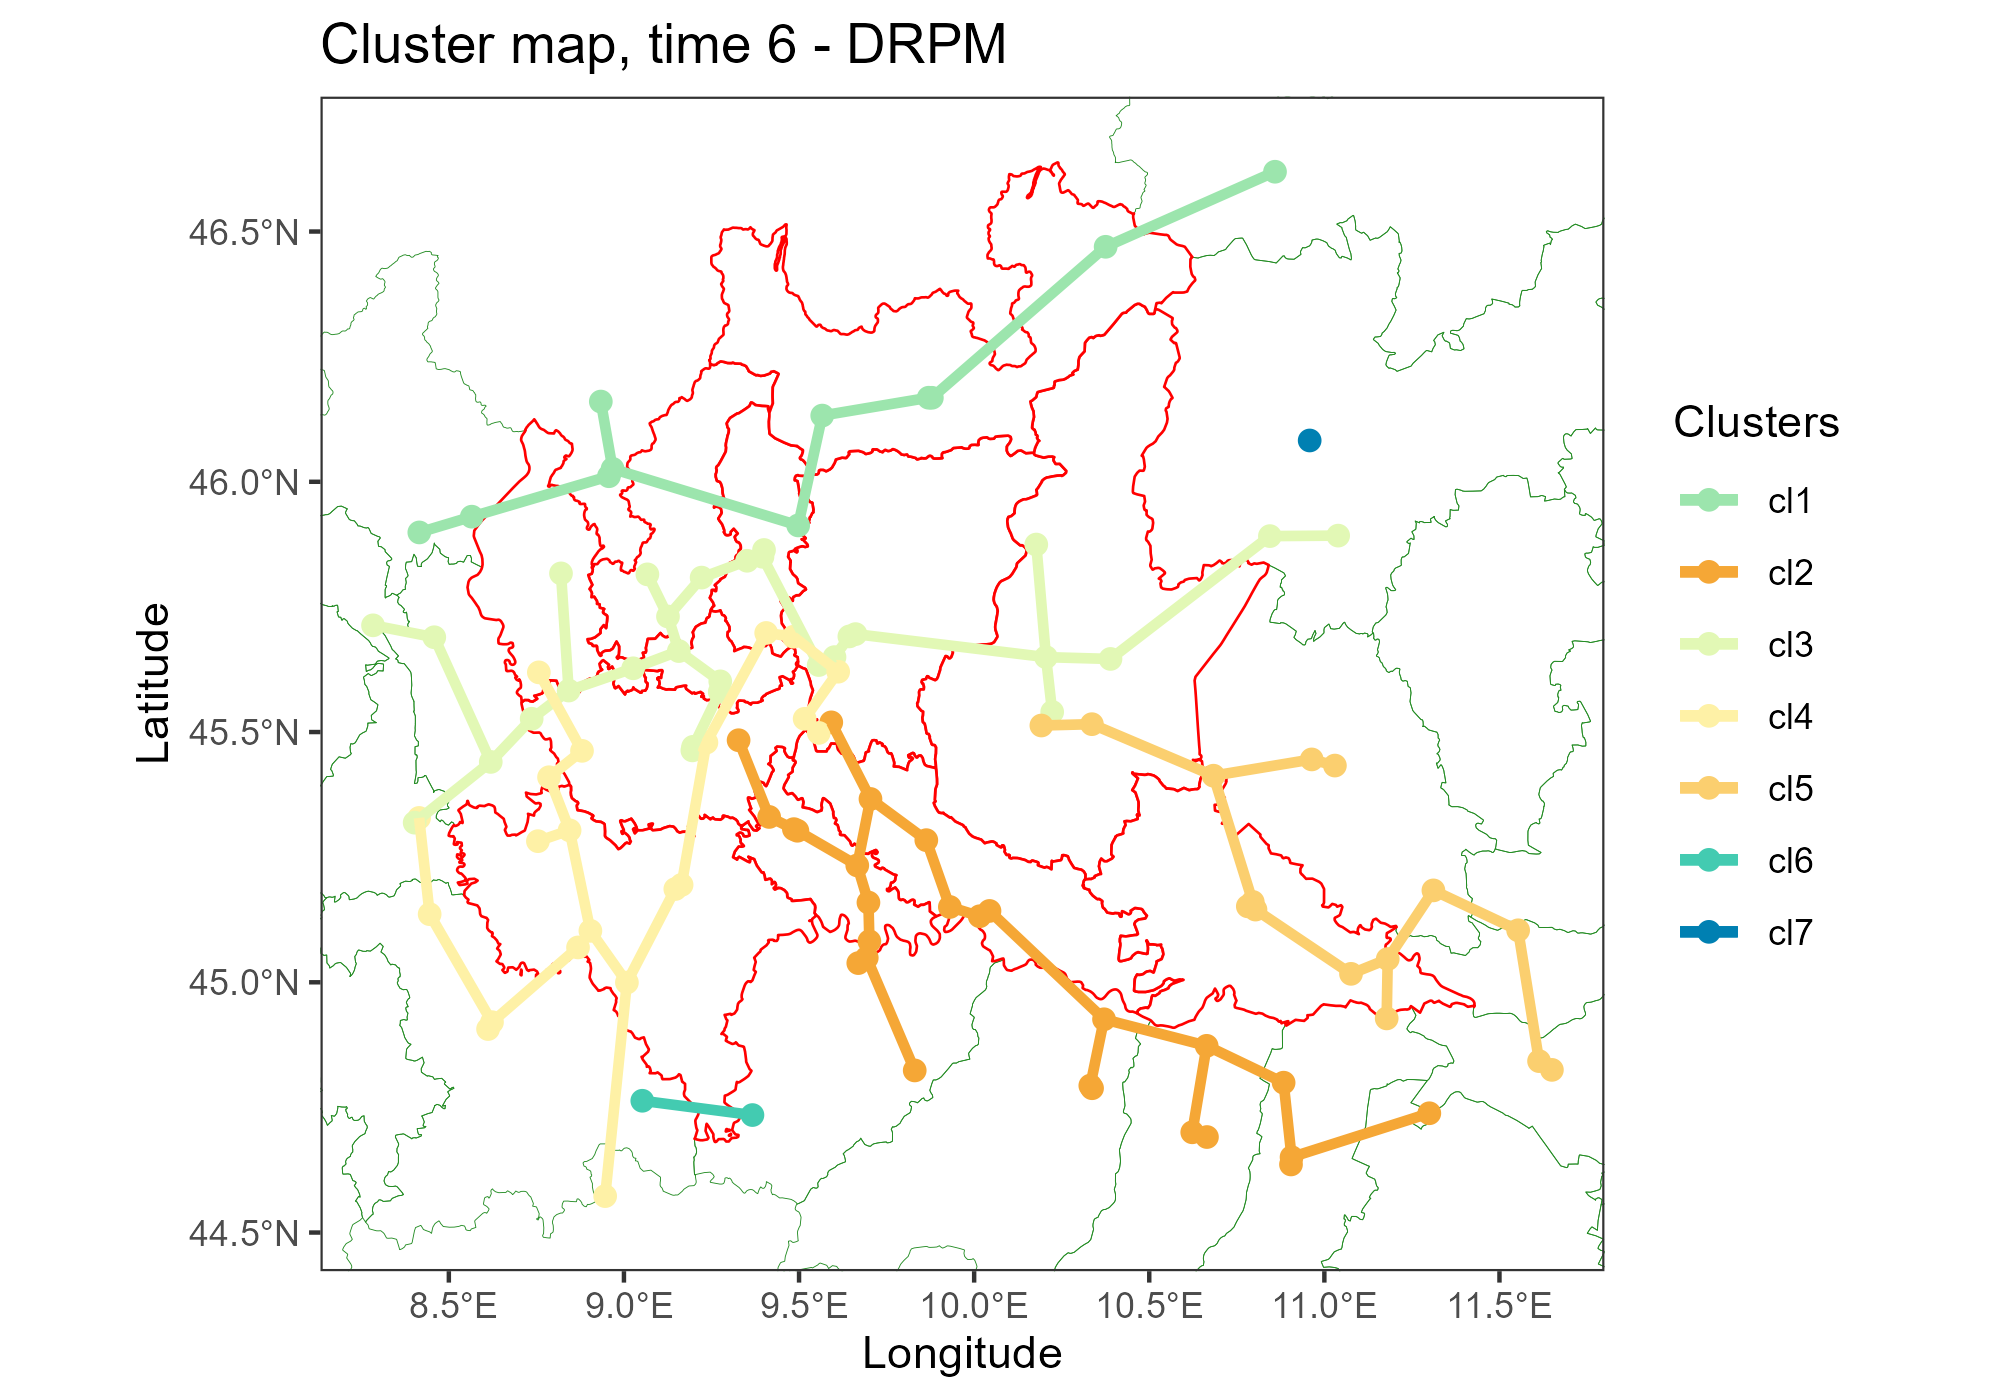 Cluster map, time 6 - DRPM
46.5°N
46.0°N
45.5°N
45.0°N
44.5°N
Latitude
8.5°E
9.0°E
9.5°E
10.0°E
10.5°E
11.0°E
11.5°E
Longitude
Clusters
cl1
cl2
cl3
cl4
cl5
cl6
cl7